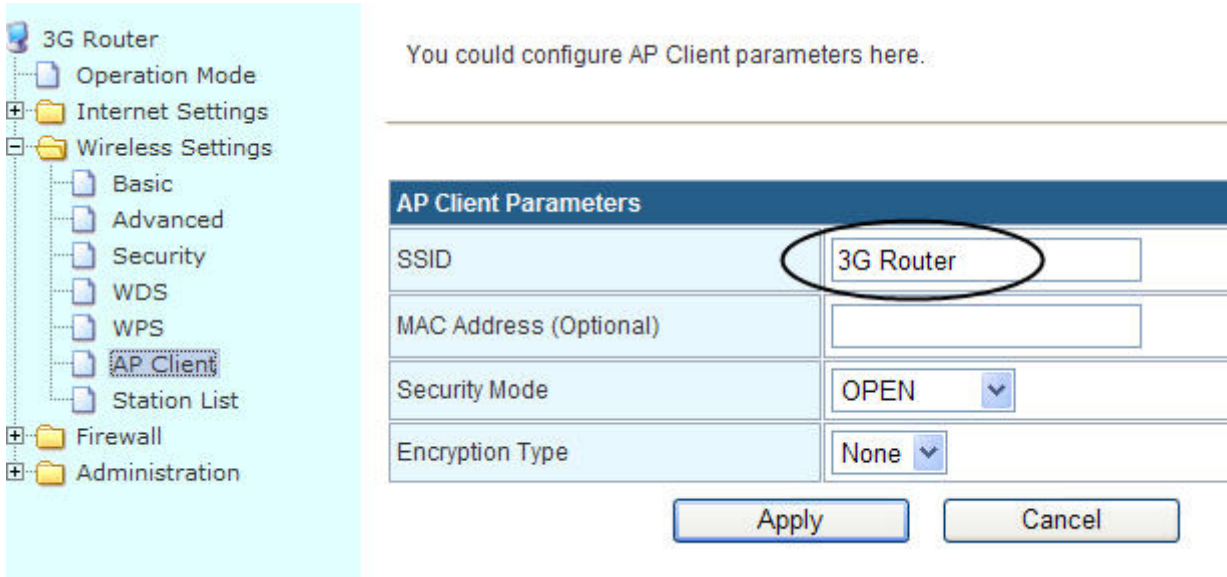 3G Router
Operation Mode
Internet Settings
Wireless Settings
Basic
Advanced
Security
WDS
WPS
AP Client
Station List
Firewall
Administration
You could configure AP Client parameters here.
AP Client Parameters
SSID 3G Router
MAC Address (Optional)
Security Mode OPEN
Encryption Type None
Apply Cancel